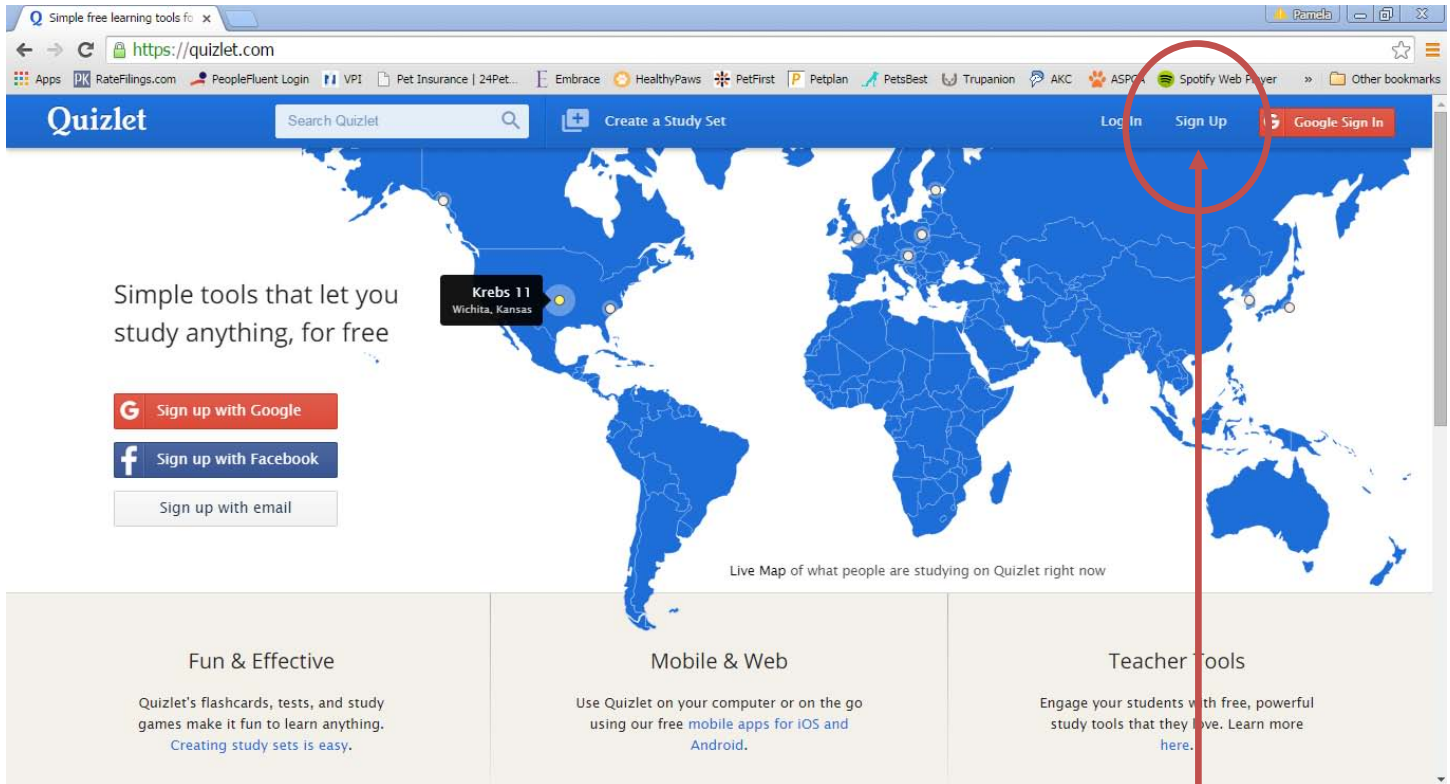 Q Simple free learning tools fo x
Pamela
https://quizlet.com
Apps PK RateFilings.com PeopleFluent Login VPI Pet Insurance | 24Pet... Embrace HealthyPaws PetFirst Petplan PetsBest Trupanion AKC ASPCA Spotify Web Player » Other bookmarks
Quizlet Search Quizlet Create a Study Set Log In Sign Up G Google Sign In
Simple tools that let you
study anything, for free
Krebs 11
Wichita, Kansas
G Sign up with Google
f Sign up with Facebook
Sign up with email
Live Map of what people are studying on Quizlet right now
Fun & Effective
Quizlet's flashcards, tests, and study
games make it fun to learn anything.
Creating study sets is easy.
Mobile & Web
Use Quizlet on your computer or on the go
using our free mobile apps for iOS and
Android.
Teacher Tools
Engage your students with free, powerful
study tools that they love. Learn more
here.